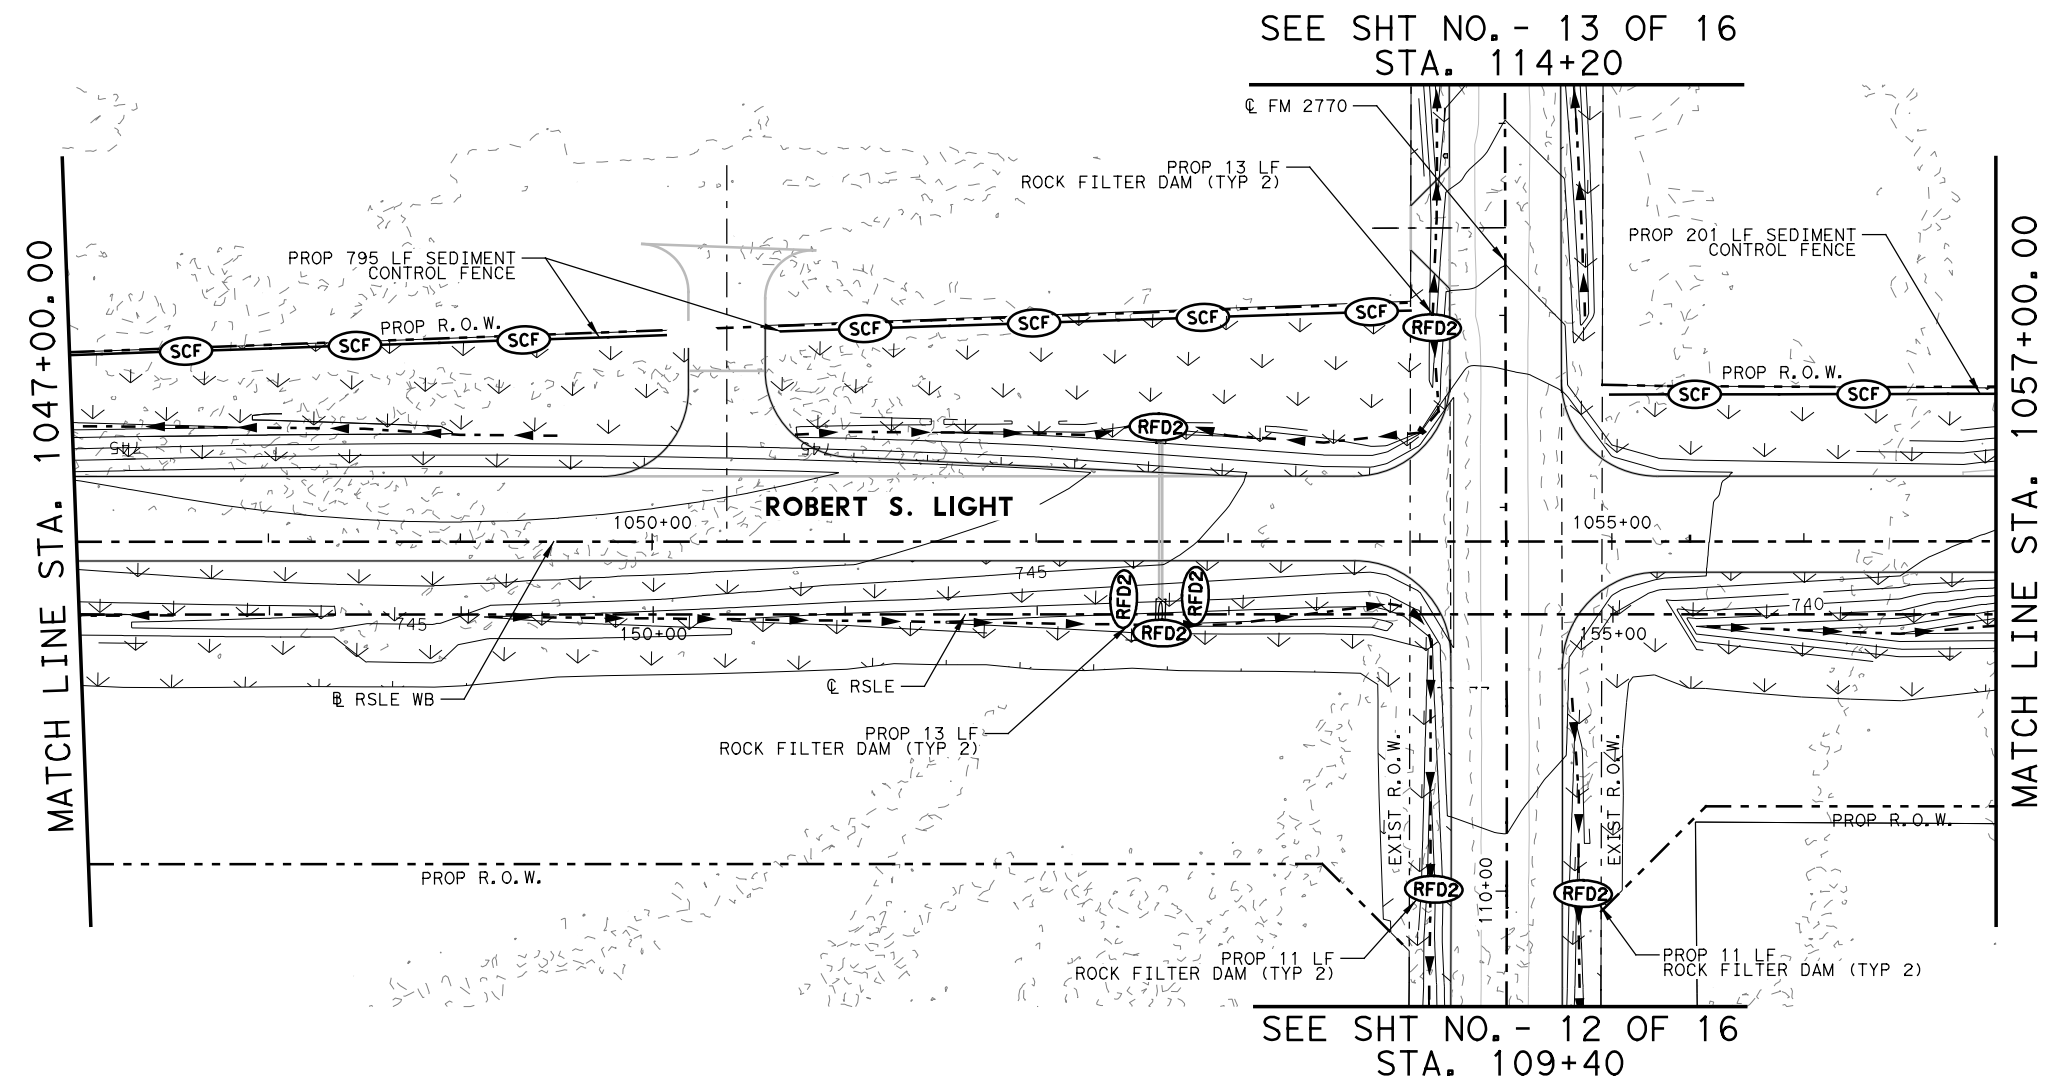 SEE SHT NO.- 13 OF 16
STA. 114+20
℄ FM 2770
PROP 13 LF
ROCK FILTER DAM (TYP 2)
PROP 201 LF SEDIMENT
CONTROL FENCE
PROP 795 LF SEDIMENT
CONTROL FENCE
MATCH LINE STA. 1047+00.00
MATCH LINE STA. 1057+00.00
PROP R.O.W.
SCF
SCF
SCF
SCF
SCF
SCF
SCF
RFD2
PROP R.O.W.
SCF
SCF
RFD2
745
745
ROBERT S. LIGHT
1050+00
1055+00
745
RFD2
RFD2
RFD2
745
150+00
155+00
740
BL RSLE WB
℄ RSLE
PROP 13 LF
ROCK FILTER DAM (TYP 2)
EXIST R.O.W.
EXIST R.O.W.
PROP R.O.W.
PROP R.O.W.
110+00
RFD2
RFD2
PROP 11 LF
ROCK FILTER DAM (TYP 2)
PROP 11 LF
ROCK FILTER DAM (TYP 2)
SEE SHT NO.- 12 OF 16
STA. 109+40